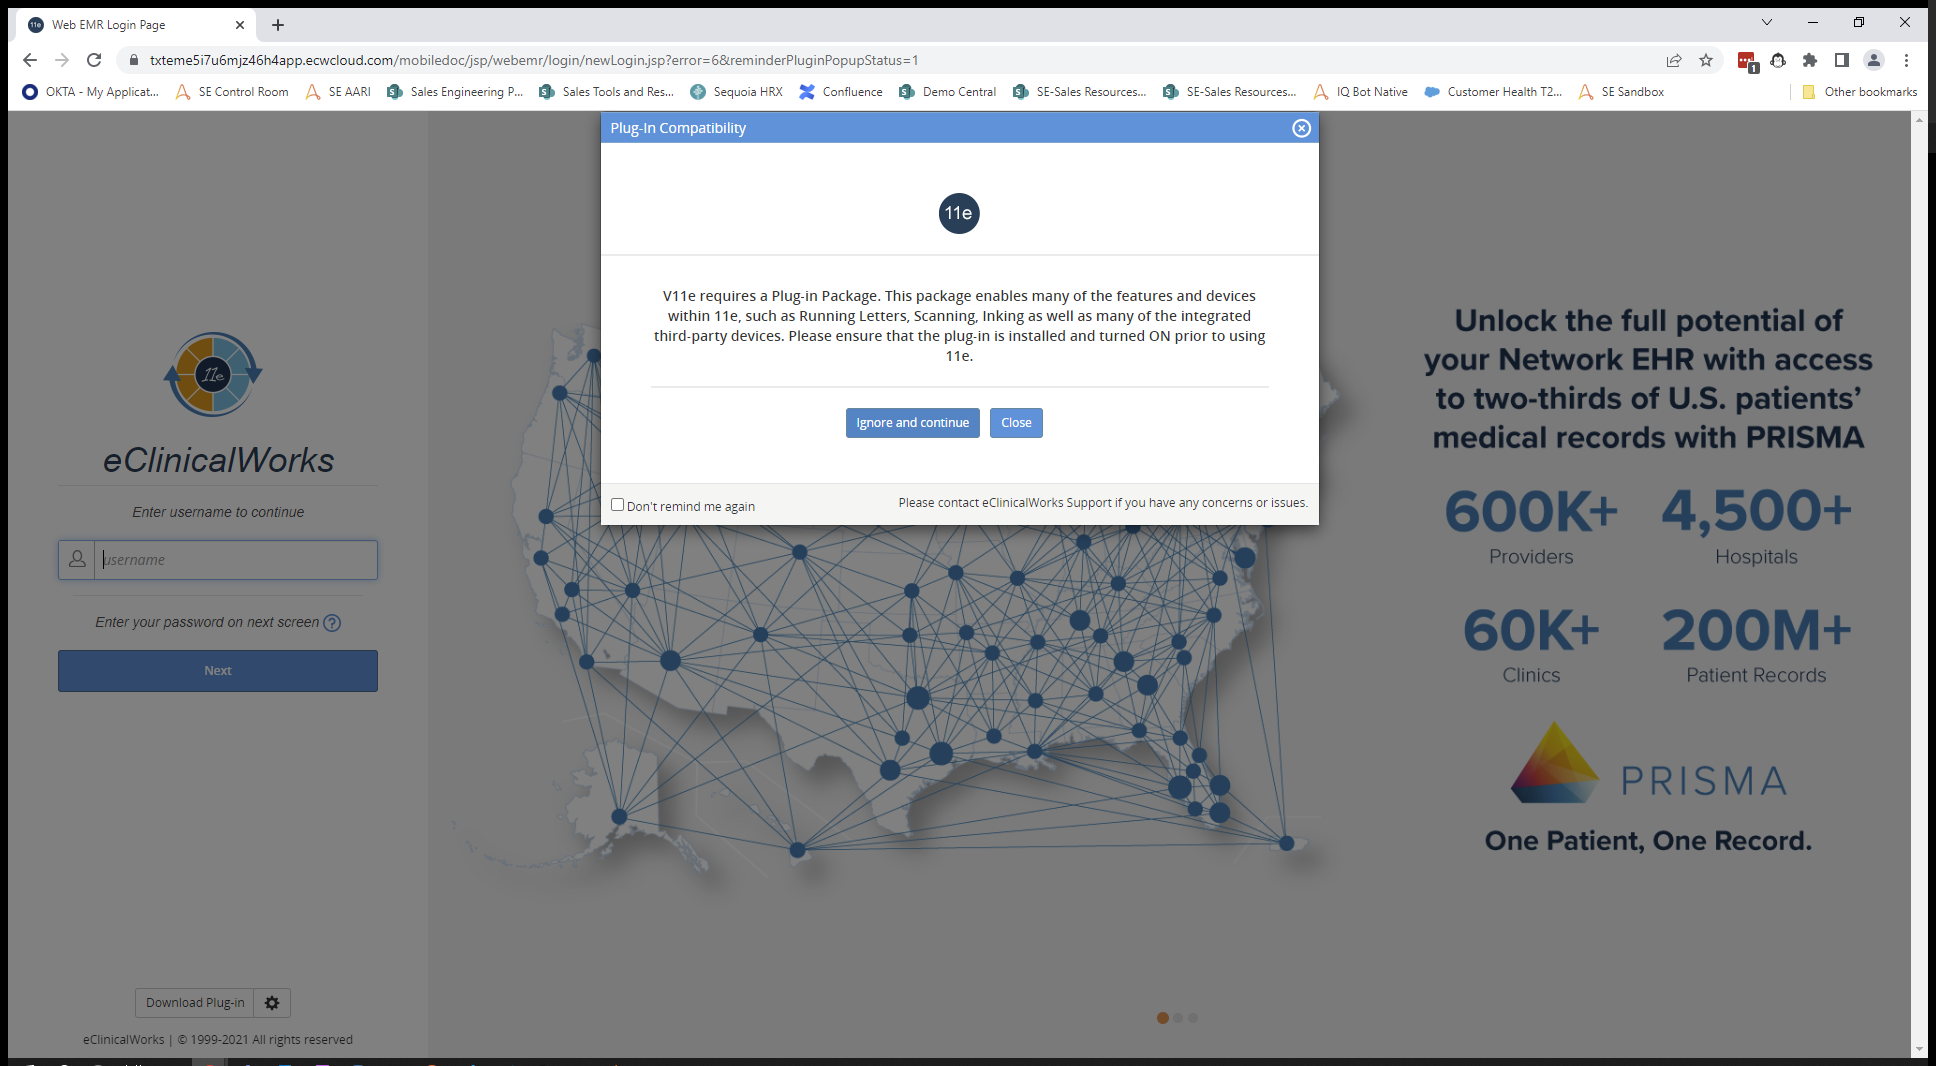 11e Web EMR Login Page
txteme5i7u6mjz46h4app.ecwcloud.com/mobiledoc/jsp/webemr/login/newLogin.jsp?error=6&reminderPluginPopupStatus=1
1
OKTA - My Applicat... SE Control Room SE AARI Sales Engineering P... Sales Tools and Res... Sequoia HRX Confluence Demo Central SE-Sales Resources... SE-Sales Resources... IQ Bot Native Customer Health T2... SE Sandbox Other bookmarks
Plug-In Compatibility
11e
V11e requires a Plug-in Package. This package enables many of the features and devices
within 11e, such as Running Letters, Scanning, Inking as well as many of the integrated
third-party devices. Please ensure that the plug-in is installed and turned ON prior to using
11e.
Ignore and continue Close
Don't remind me again Please contact eClinicalWorks Support if you have any concerns or issues.
11e
eClinicalWorks
Enter username to continue
username
Enter your password on next screen ?
Next
Download Plug-in
eClinicalWorks | © 1999-2021 All rights reserved
Unlock the full potential of
your Network EHR with access
to two-thirds of U.S. patients’
medical records with PRISMA
600K+ 4,500+
Providers Hospitals
60K+ 200M+
Clinics Patient Records
PRISMA
One Patient, One Record.